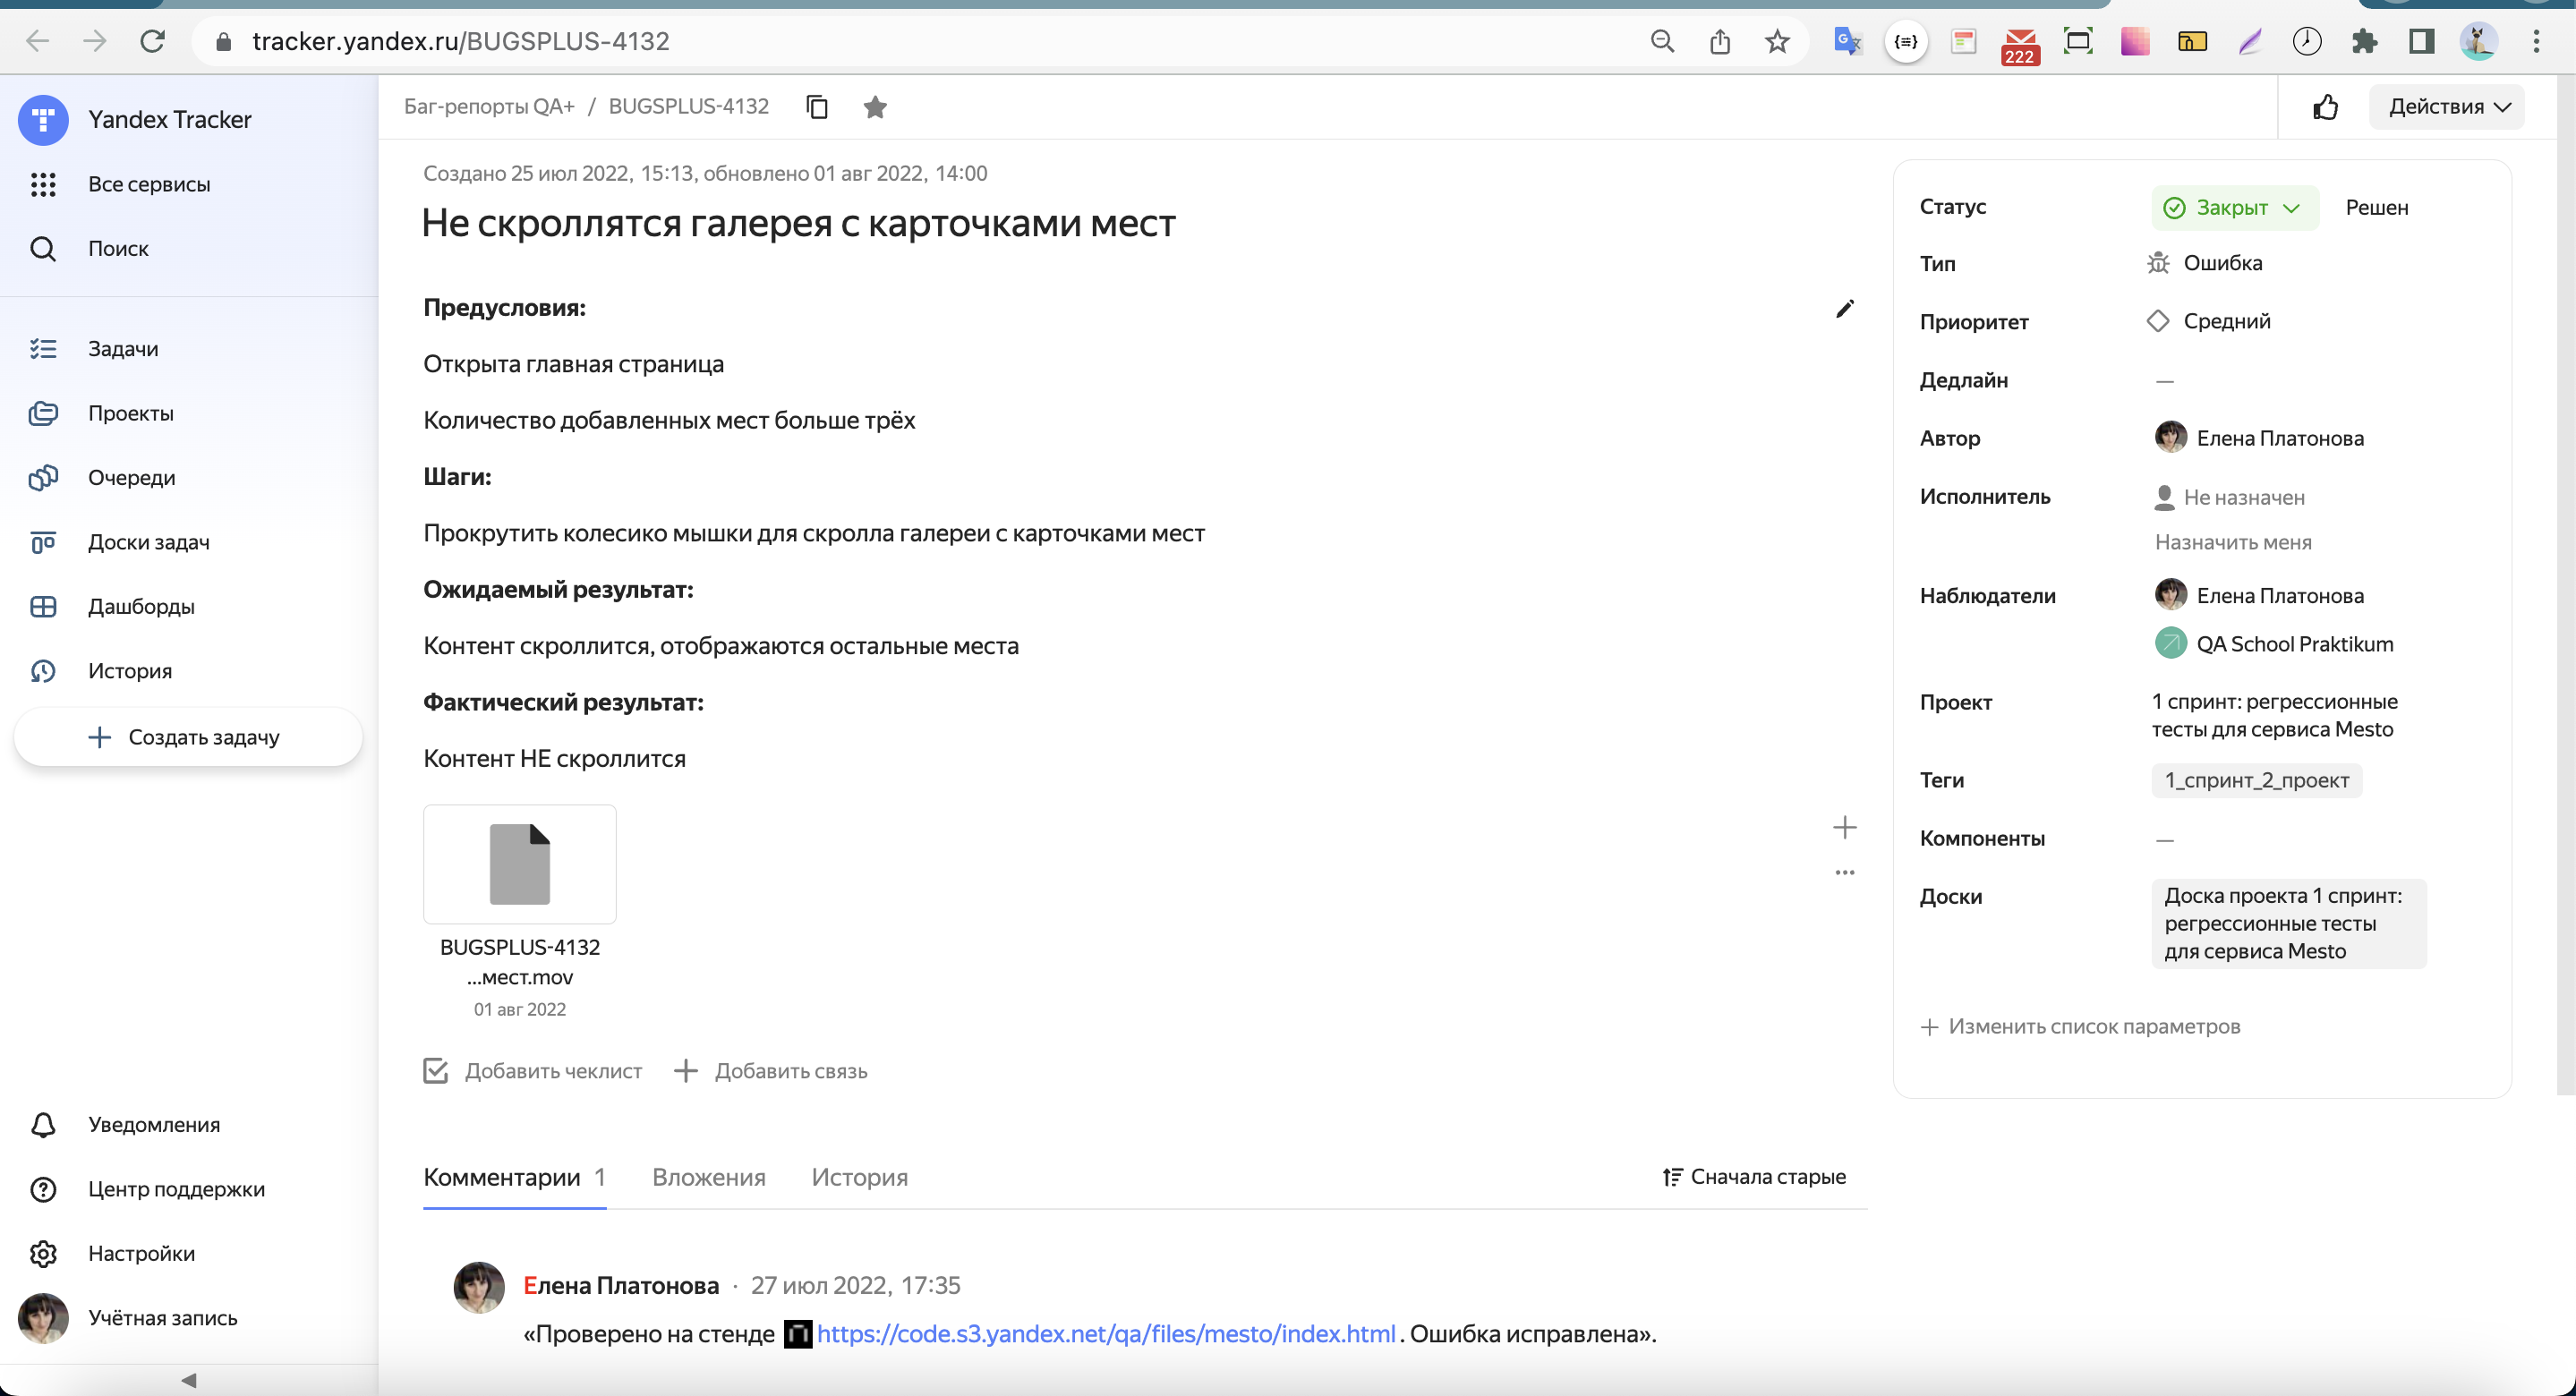 tracker.yandex.ru/BUGSPLUS-4132
222
Yandex Tracker
Все сервисы
Поиск
Задачи
Проекты
Очереди
Доски задач
Дашборды
История
Создать задачу
Уведомления
Центр поддержки
Настройки
Учётная запись
Баг-репорты QA+ / BUGSPLUS-4132
Действия
Создано 25 июл 2022, 15:13, обновлено 01 авг 2022, 14:00
Не скроллятся галерея с карточками мест
Предусловия:
Открыта главная страница
Количество добавленных мест больше трёх
Шаги:
Прокрутить колесико мышки для скролла галереи с карточками мест
Ожидаемый результат:
Контент скроллится, отображаются остальные места
Фактический результат:
Контент НЕ скроллится
BUGSPLUS-4132
...мест.mov
01 авг 2022
Добавить чеклист
Добавить связь
Комментарии 1
Вложения
История
Сначала старые
Елена Платонова · 27 июл 2022, 17:35
«Проверено на стенде https://code.s3.yandex.net/qa/files/mesto/index.html . Ошибка исправлена».
Статус
Закрыт
Решен
Тип
Ошибка
Приоритет
Средний
Дедлайн
—
Автор
Елена Платонова
Исполнитель
Не назначен
Назначить меня
Наблюдатели
Елена Платонова
QA School Praktikum
Проект
1 спринт: регрессионные
тесты для сервиса Mesto
Теги
1_спринт_2_проект
Компоненты
—
Доски
Доска проекта 1 спринт:
регрессионные тесты
для сервиса Mesto
Изменить список параметров